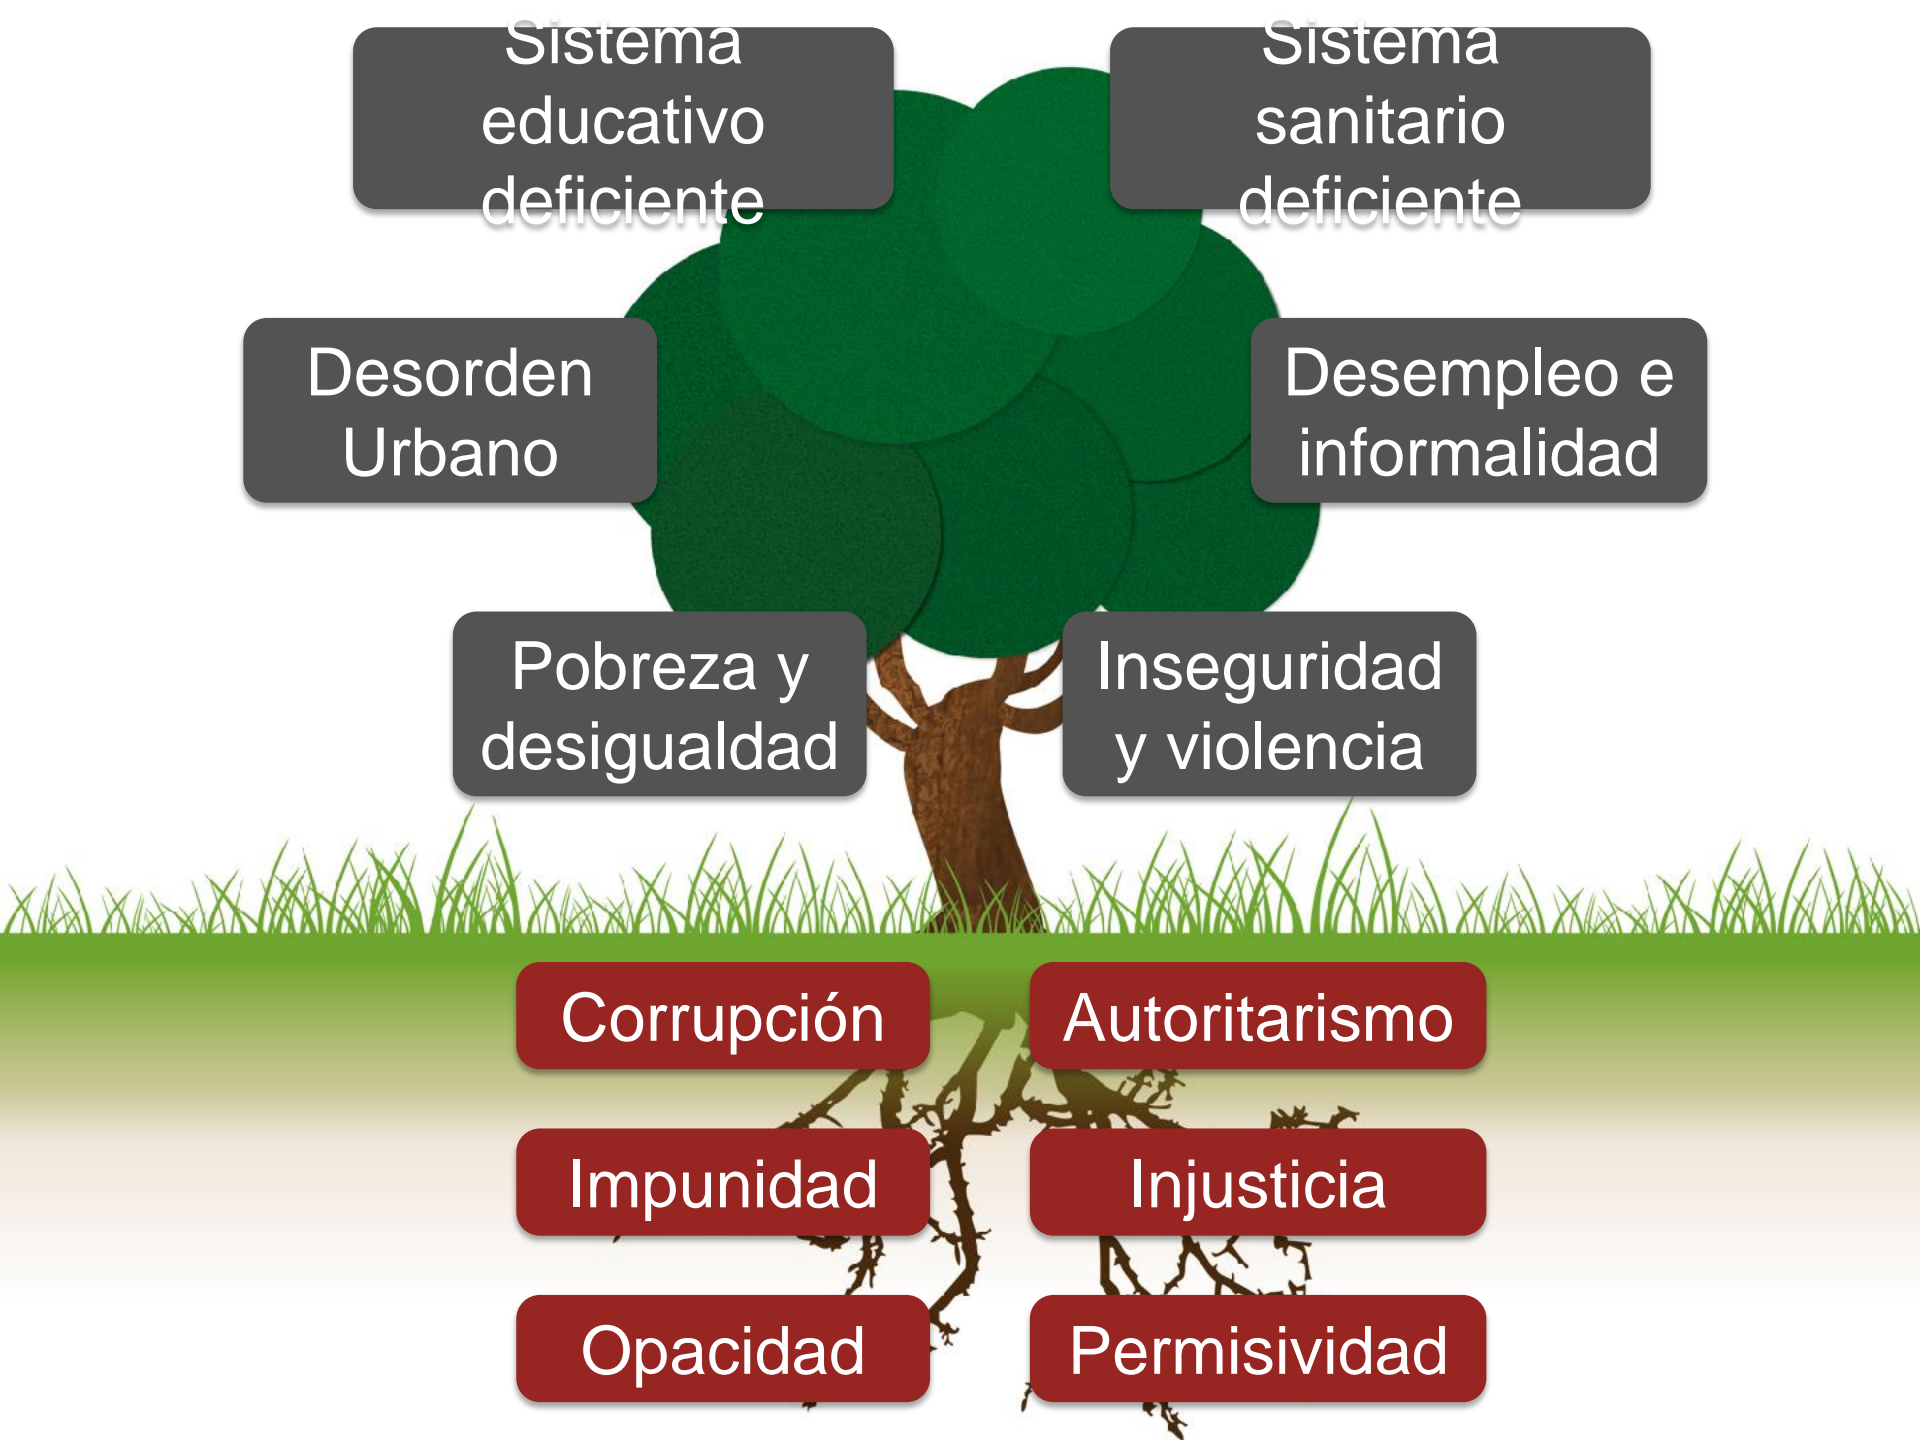 Sistema
educativo
deficiente
Sistema
sanitario
deficiente
Desorden
Urbano
Desempleo e
informalidad
Pobreza y
desigualdad
Inseguridad
y violencia
Corrupción
Autoritarismo
Impunidad
Injusticia
Opacidad
Permisividad